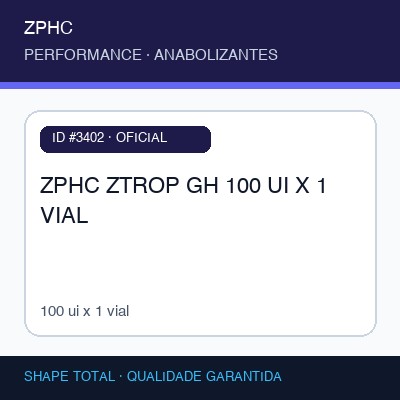 ZPHC
PERFORMANCE · ANABOLIZANTES
ID #3402 · OFICIAL
ZPHC ZTROP GH 100 UI X 1
VIAL
100 ui x 1 vial
SHAPE TOTAL · QUALIDADE GARANTIDA